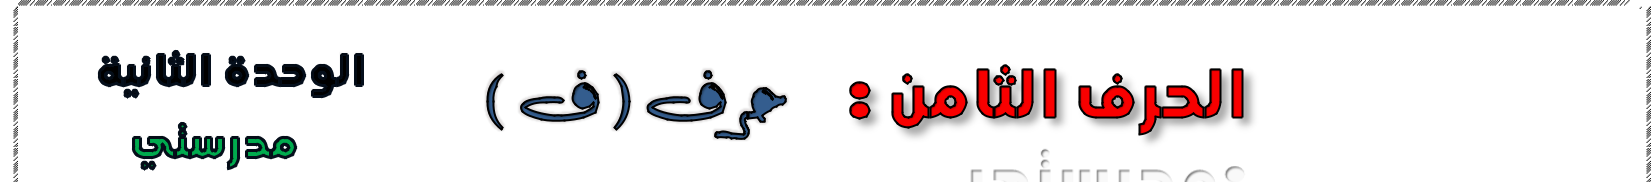 الحرف الثامن : حرف ( ف )
الوحدة الثانية
مدرستي